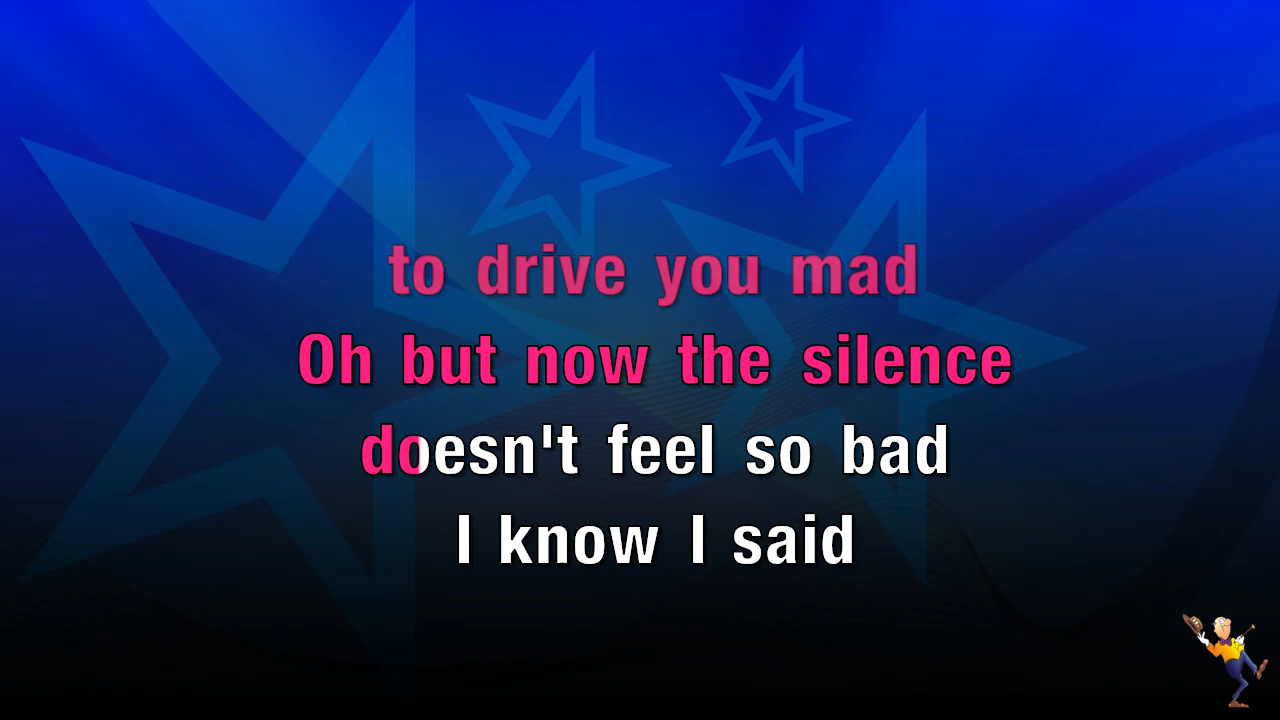 to drive you mad
Oh but now the silence
doesn't feel so bad
I know I said